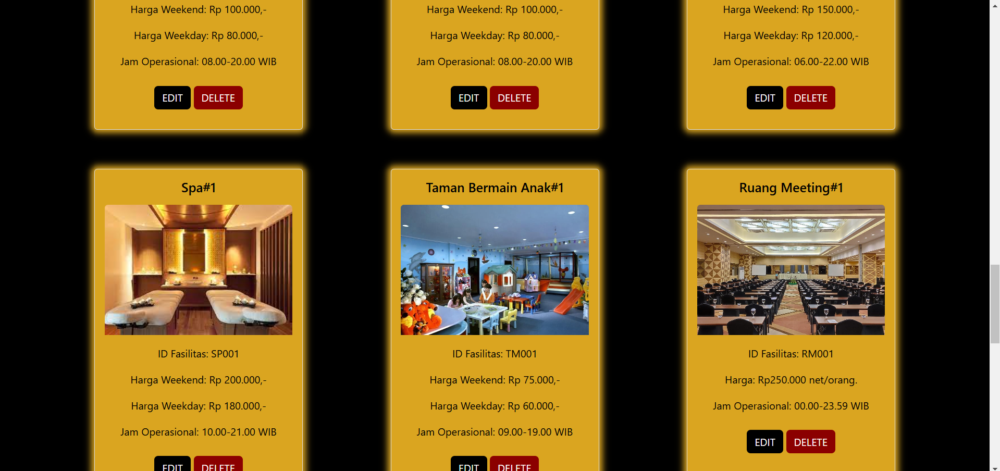 Harga Weekend: Rp 100.000,-
Harga Weekday: Rp 80.000,-
Jam Operasional: 08.00-20.00 WIB
EDIT DELETE
Harga Weekend: Rp 100.000,-
Harga Weekday: Rp 80.000,-
Jam Operasional: 08.00-20.00 WIB
EDIT DELETE
Harga Weekend: Rp 150.000,-
Harga Weekday: Rp 120.000,-
Jam Operasional: 06.00-22.00 WIB
EDIT DELETE
Spa#1
ID Fasilitas: SP001
Harga Weekend: Rp 200.000,-
Harga Weekday: Rp 180.000,-
Jam Operasional: 10.00-21.00 WIB
EDIT DELETE
Taman Bermain Anak#1
ID Fasilitas: TM001
Harga Weekend: Rp 75.000,-
Harga Weekday: Rp 60.000,-
Jam Operasional: 09.00-19.00 WIB
EDIT DELETE
Ruang Meeting#1
ID Fasilitas: RM001
Harga: Rp250.000 net/orang.
Jam Operasional: 00.00-23.59 WIB
EDIT DELETE